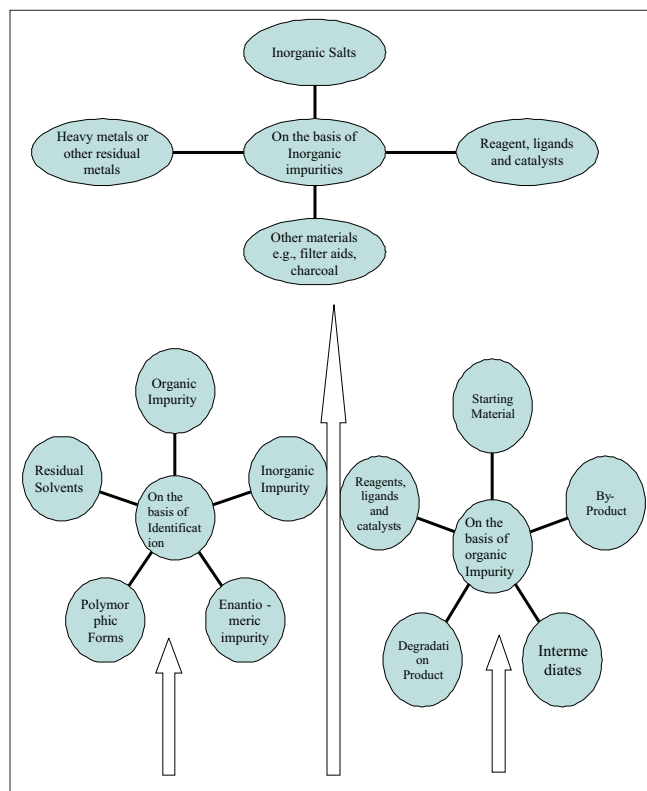 Inorganic Salts
Heavy metals or
other residual
metals
On the basis of
Inorganic
impurities
Reagent, ligands
and catalysts
Other materials
e.g., filter aids,
charcoal
Organic
Impurity
Residual
Solvents
Inorganic
Impurity
On the
basis of
Identificat
ion
Polymor
phic
Forms
Enantio -
meric
impurity
Starting
Material
Reagents,
ligands and
catalysts
By-
Product
On the
basis of
organic
Impurity
Degradati
on
Product
Interme
diates